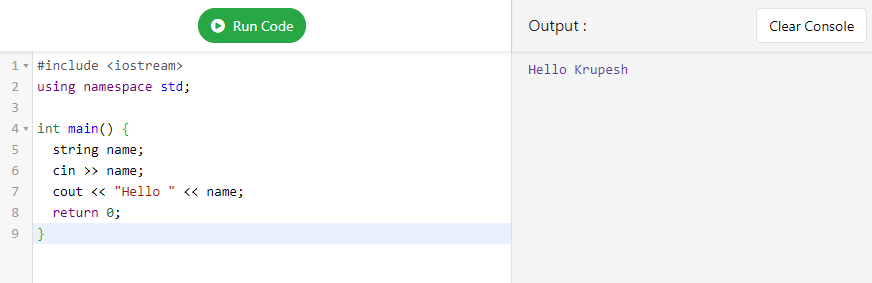 Run Code
Output :
Clear Console
1 #include <iostream>
2 using namespace std;
3
4 int main() {
5   string name;
6   cin >> name;
7   cout << "Hello " << name;
8   return 0;
9 }
Hello Krupesh